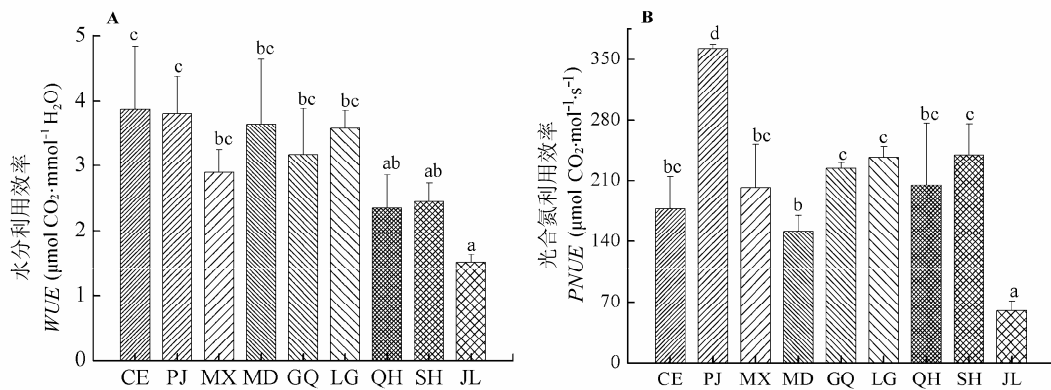 A
水分利用效率
WUE (μmol CO₂·mmol⁻¹ H₂O)
5
4
3
2
1
0
c
c
bc
bc
bc
bc
ab
ab
a
CE PJ MX MD GQ LG QH SH JL
B
光合氮利用效率
PNUE (μmol CO₂·mol⁻¹·s⁻¹)
350
280
210
140
70
0
bc
d
bc
b
c
c
bc
c
a
CE PJ MX MD GQ LG QH SH JL